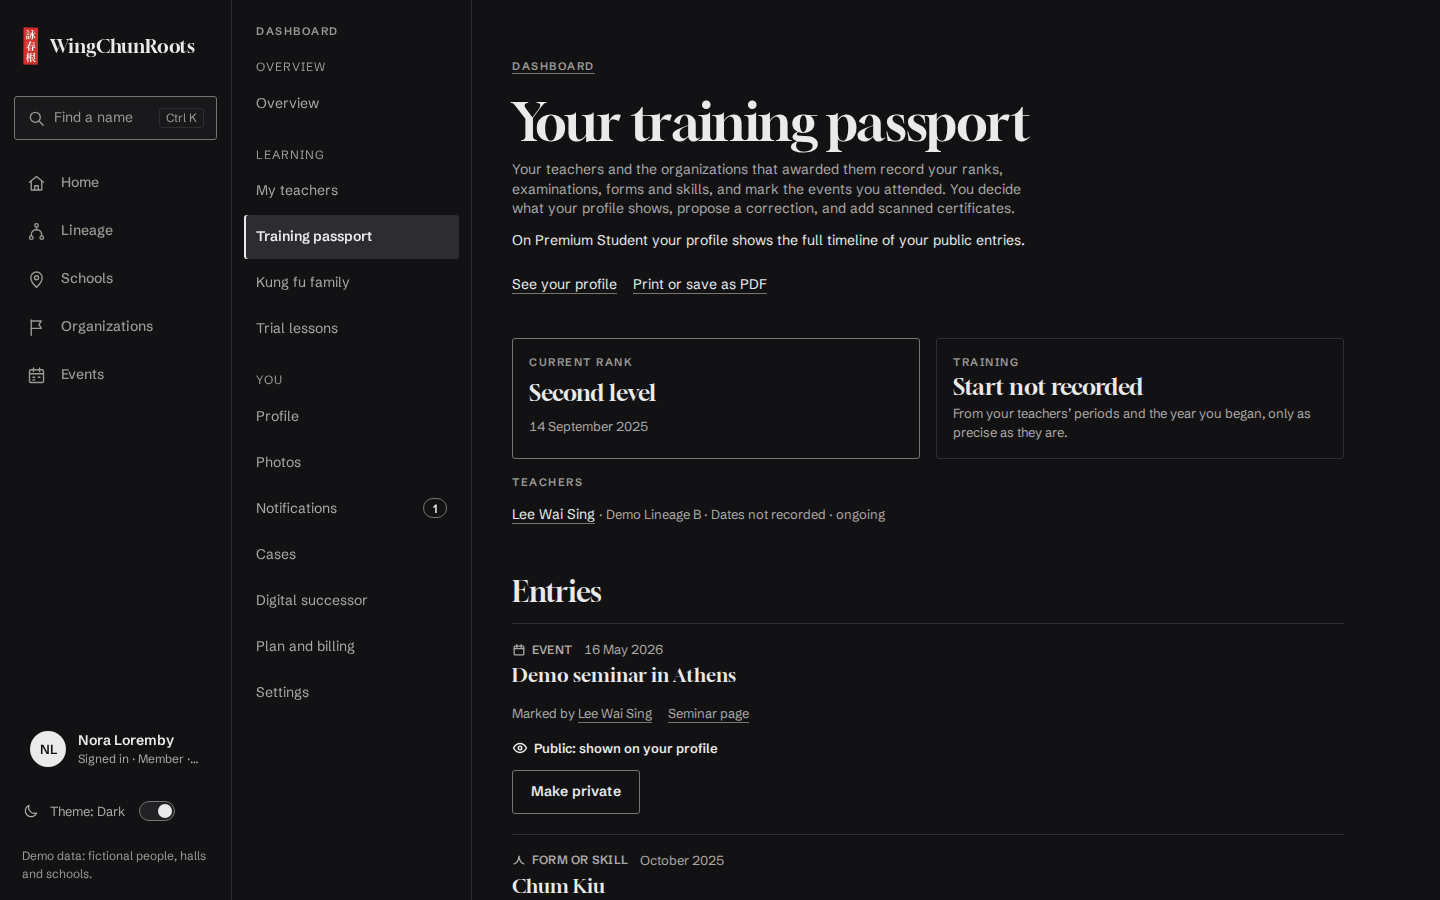 詠春根
WingChunRoots
Find a name
Ctrl K
Home
Lineage
Schools
Organizations
Events
NL
Nora Loremby
Signed in · Member ·...
Theme: Dark
Demo data: fictional people, halls
and schools.
DASHBOARD
OVERVIEW
Overview
LEARNING
My teachers
Training passport
Kung fu family
Trial lessons
YOU
Profile
Photos
Notifications
1
Cases
Digital successor
Plan and billing
Settings
DASHBOARD
Your training passport
Your teachers and the organizations that awarded them record your ranks,
examinations, forms and skills, and mark the events you attended. You decide
what your profile shows, propose a correction, and add scanned certificates.
On Premium Student your profile shows the full timeline of your public entries.
See your profile
Print or save as PDF
CURRENT RANK
Second level
14 September 2025
TRAINING
Start not recorded
From your teachers’ periods and the year you began, only as
precise as they are.
TEACHERS
Lee Wai Sing · Demo Lineage B · Dates not recorded · ongoing
Entries
EVENT 16 May 2026
Demo seminar in Athens
Marked by Lee Wai Sing
Seminar page
Public: shown on your profile
Make private
FORM OR SKILL October 2025
Chum Kiu